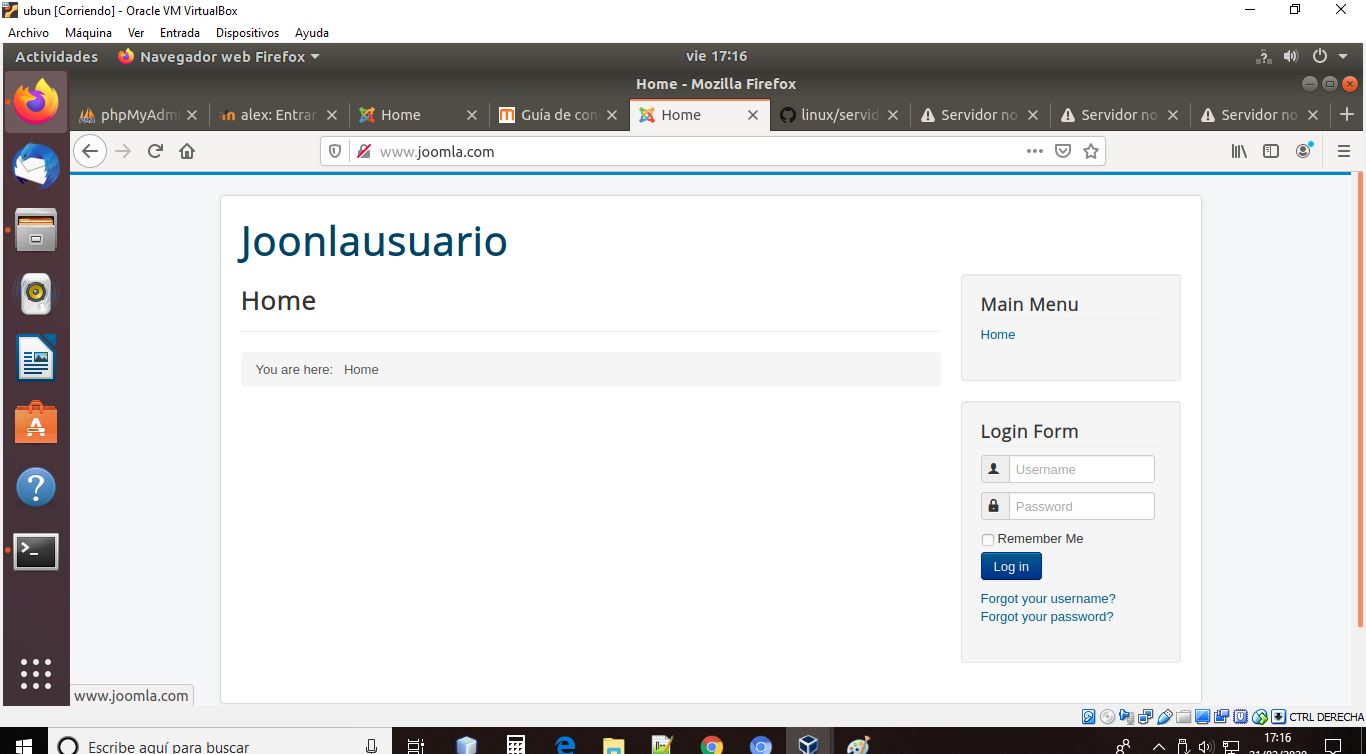 ubun [Corriendo] - Oracle VM VirtualBox
Archivo Máquina Ver Entrada Dispositivos Ayuda
Actividades Navegador web Firefox vie 17:16
Home - Mozilla Firefox
phpMyAdm alex: Entrar Home Guía de con Home linux/servid Servidor no Servidor no Servidor no
www.joomla.com
Joonlausuario
Home
You are here: Home
Main Menu
Home
Login Form
Username
Password
Remember Me
Log in
Forgot your username?
Forgot your password?
www.joomla.com
CTRL DERECHA
Escribe aquí para buscar
17:16